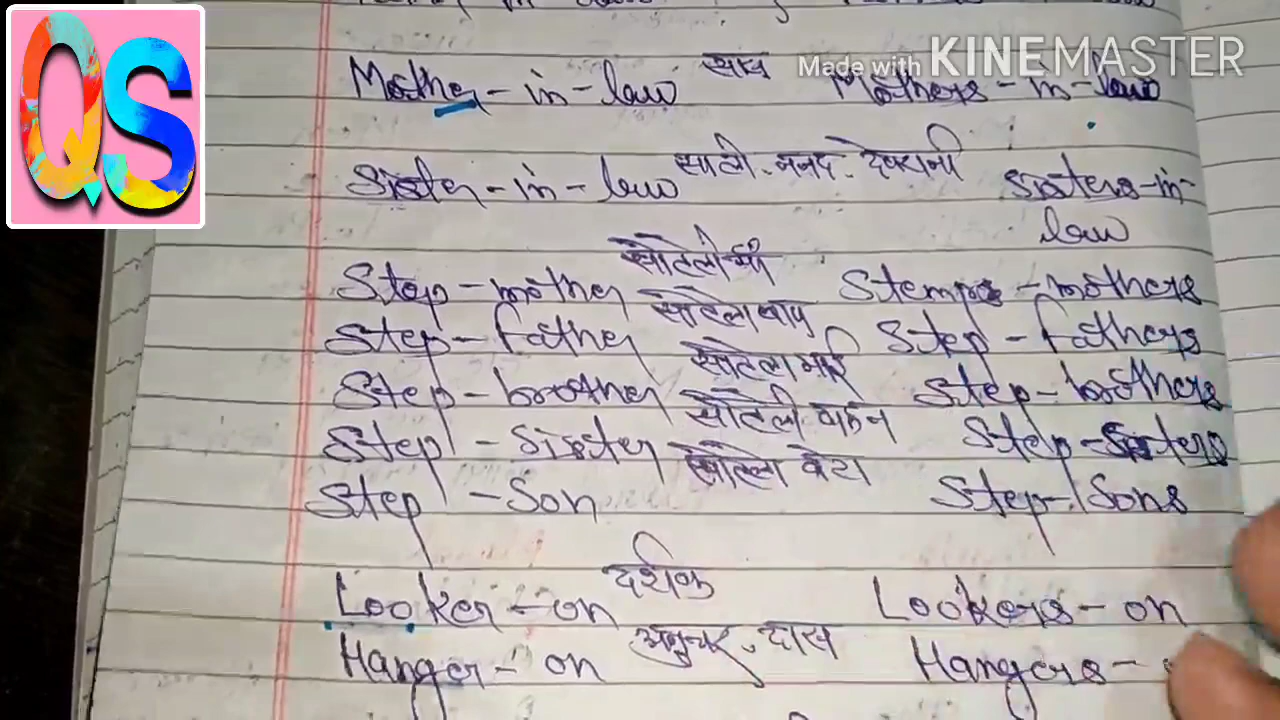 QS
Made with KINEMASTER
Mother-in-law सास Mothers-in-law
Sister-in-law साली. ननद. देवरानी Sisters-in-
law
Step-mother सौतेली माँ Stemps-mothers
Step-father सौतेला बाप Step-fathers
Step-brother सौतेला भाई Step-brothers
Step-sister सौतेली बहन Step-Sisters
Step-Son सौतेला बेटा Step-Sons
Looker-on दर्शक Lookers-on
Hanger-on अनुचर, दास Hangers-